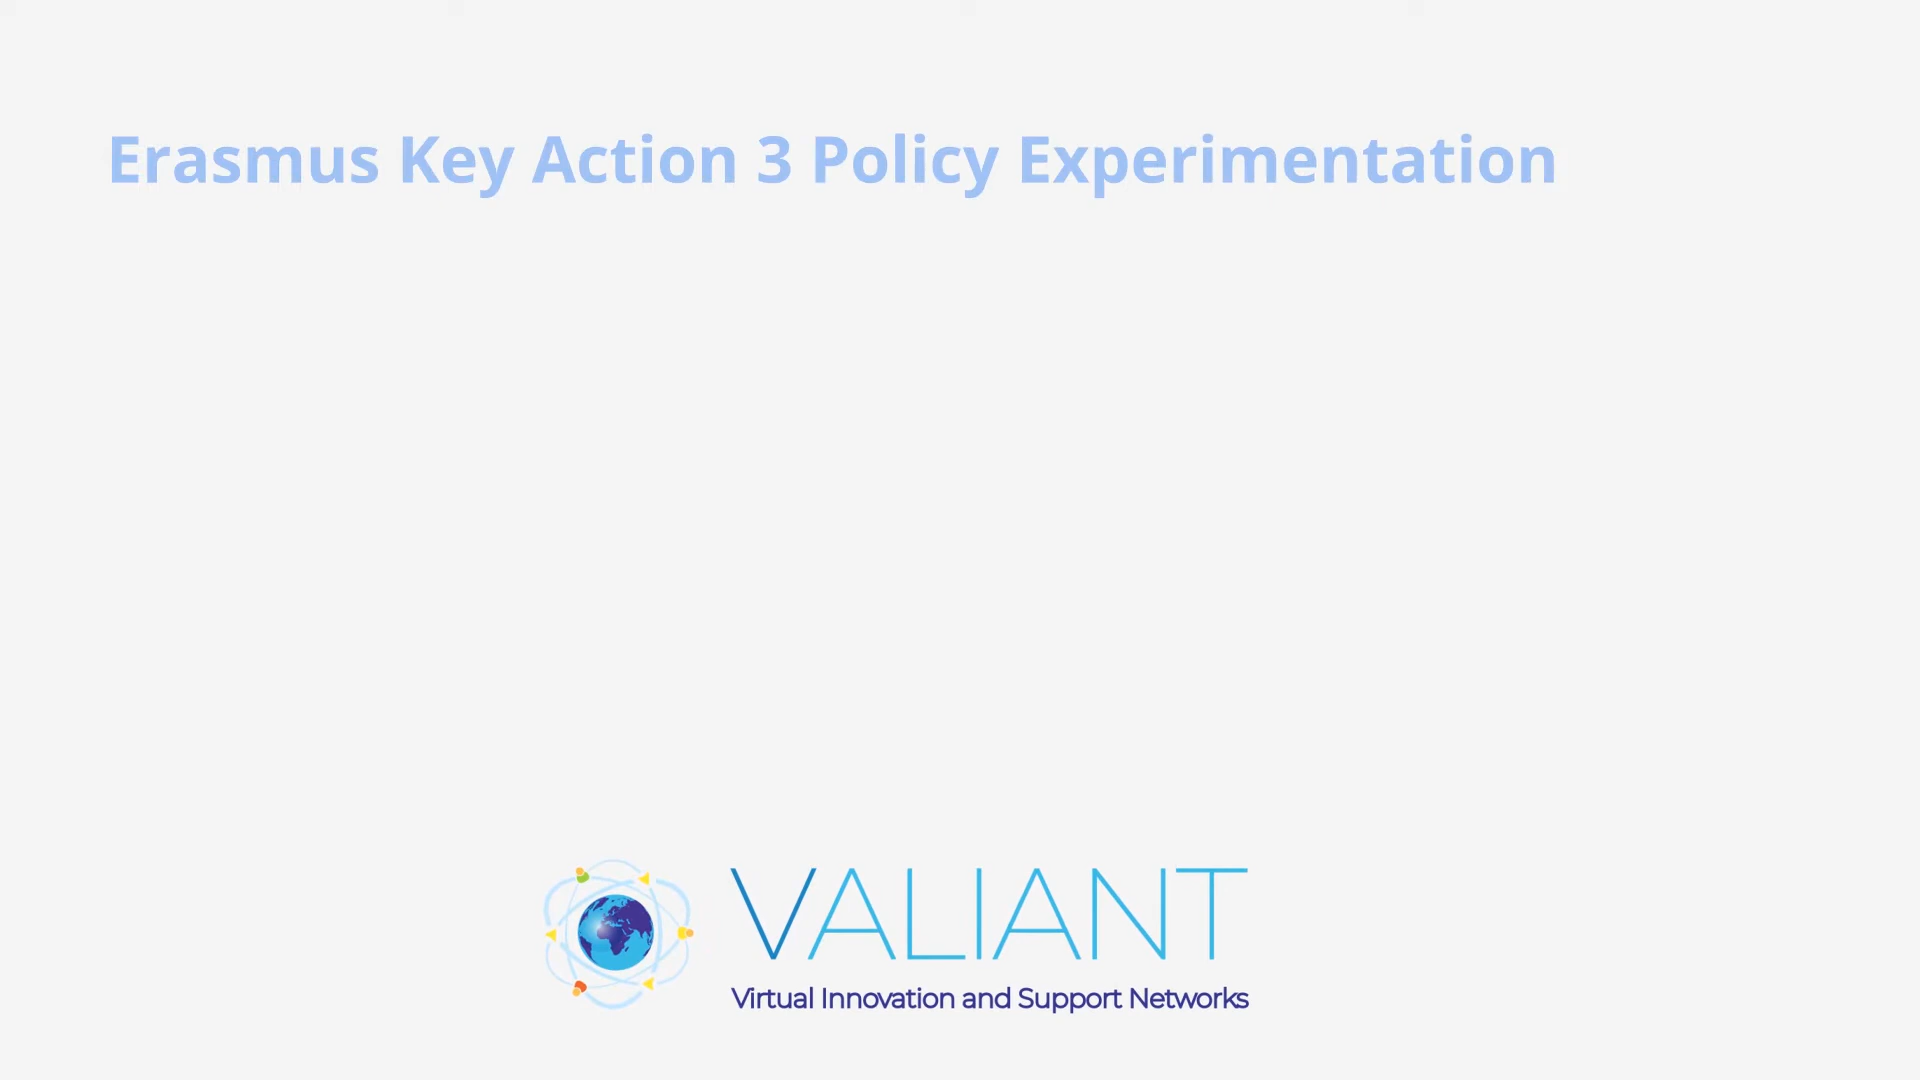 Erasmus Key Action 3 Policy Experimentation
VALIANT
Virtual Innovation and Support Networks